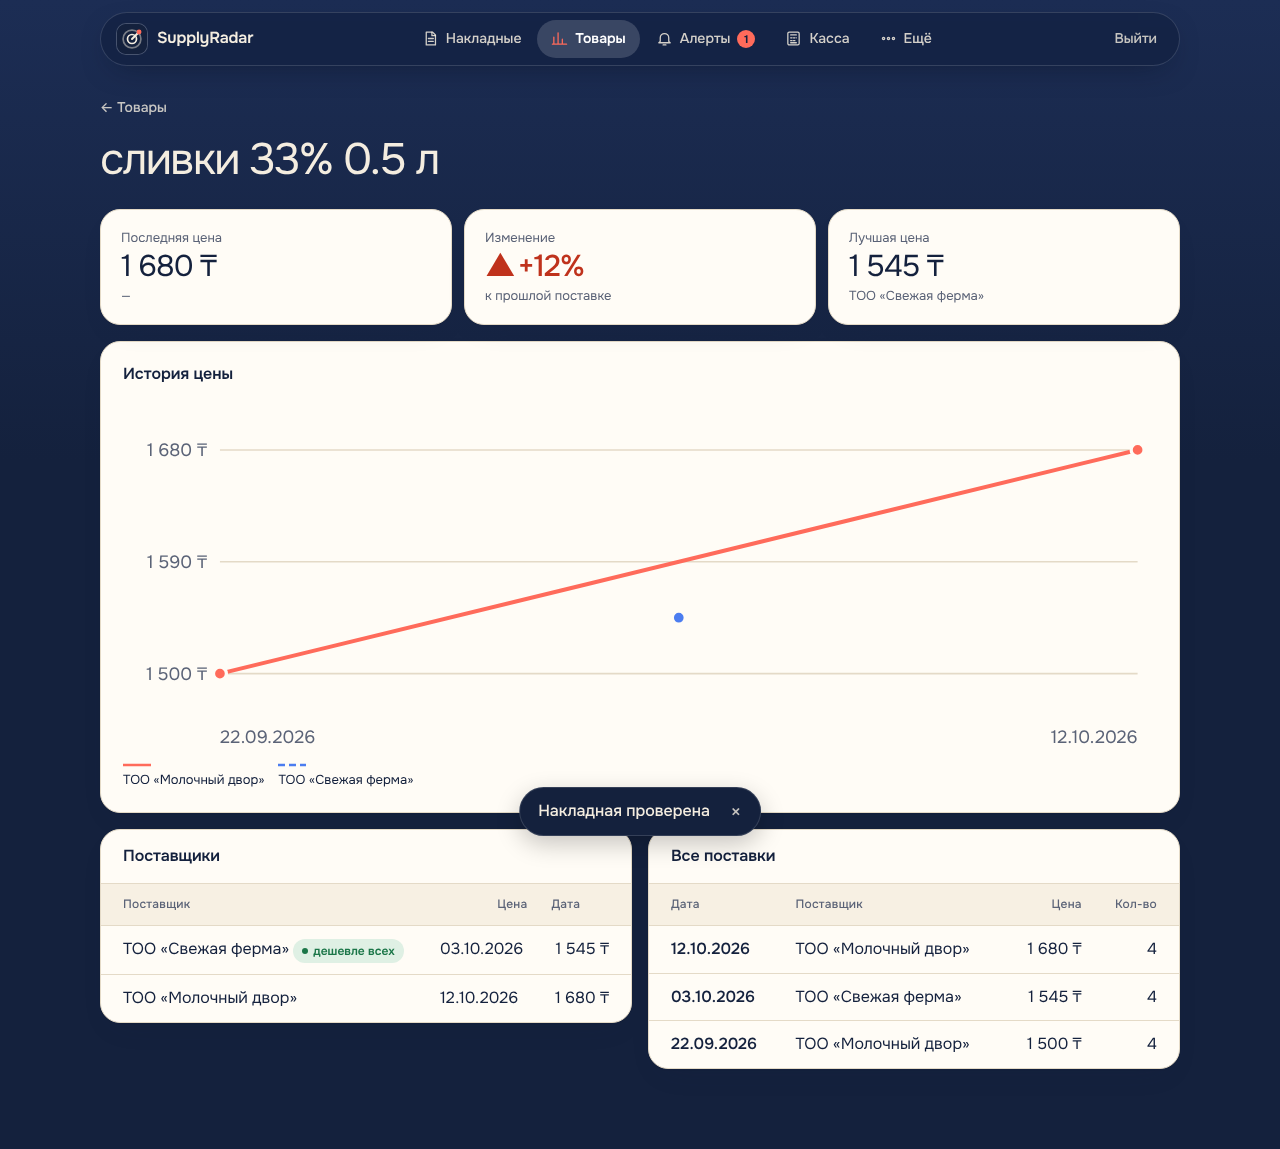 SupplyRadar
Накладные
Товары
Алерты 1
Касса
Ещё
Выйти
← Товары
сливки 33% 0.5 л
Последняя цена
1 680 ₸
—
Изменение
▲ +12%
к прошлой поставке
Лучшая цена
1 545 ₸
ТОО «Свежая ферма»
История цены
1 680 ₸
1 590 ₸
1 500 ₸
22.09.2026 12.10.2026
ТОО «Молочный двор» ТОО «Свежая ферма»
Накладная проверена ×
Поставщики
Поставщик Цена Дата
ТОО «Свежая ферма» дешевле всех 03.10.2026 1 545 ₸
ТОО «Молочный двор» 12.10.2026 1 680 ₸
Все поставки
Дата Поставщик Цена Кол-во
12.10.2026 ТОО «Молочный двор» 1 680 ₸ 4
03.10.2026 ТОО «Свежая ферма» 1 545 ₸ 4
22.09.2026 ТОО «Молочный двор» 1 500 ₸ 4